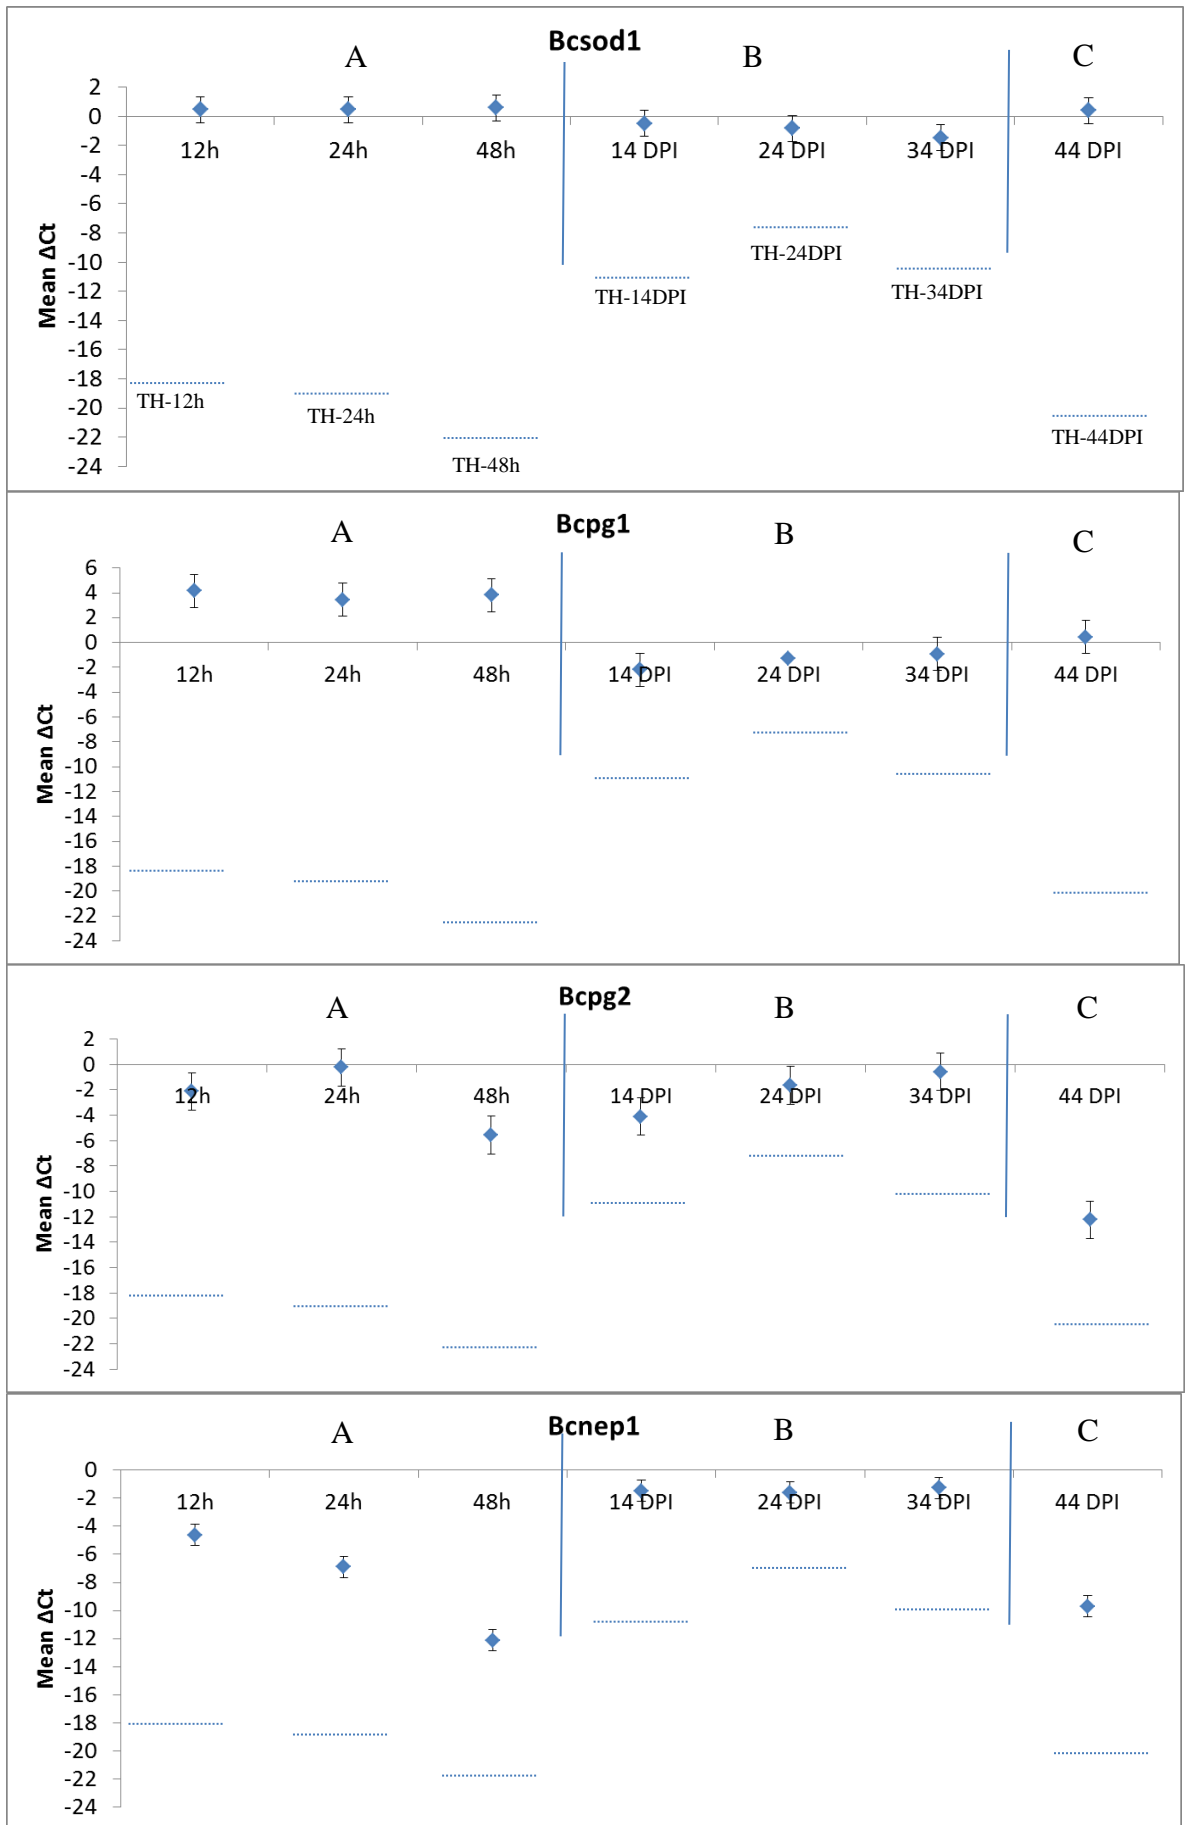 Bcsod1
A
B
C
Mean ΔCt
2
0
-2
-4
-6
-8
-10
-12
-14
-16
-18
-20
-22
-24
12h
24h
48h
14 DPI
24 DPI
34 DPI
44 DPI
TH-12h
TH-24h
TH-48h
TH-14DPI
TH-24DPI
TH-34DPI
TH-44DPI
Bcpg1
A
B
C
Mean ΔCt
6
4
2
0
-2
-4
-6
-8
-10
-12
-14
-16
-18
-20
-22
-24
12h
24h
48h
14 DPI
24 DPI
34 DPI
44 DPI
Bcpg2
A
B
C
Mean ΔCt
2
0
-2
-4
-6
-8
-10
-12
-14
-16
-18
-20
-22
-24
12h
24h
48h
14 DPI
24 DPI
34 DPI
44 DPI
Bcnep1
A
B
C
Mean ΔCt
0
-2
-4
-6
-8
-10
-12
-14
-16
-18
-20
-22
-24
12h
24h
48h
14 DPI
24 DPI
34 DPI
44 DPI